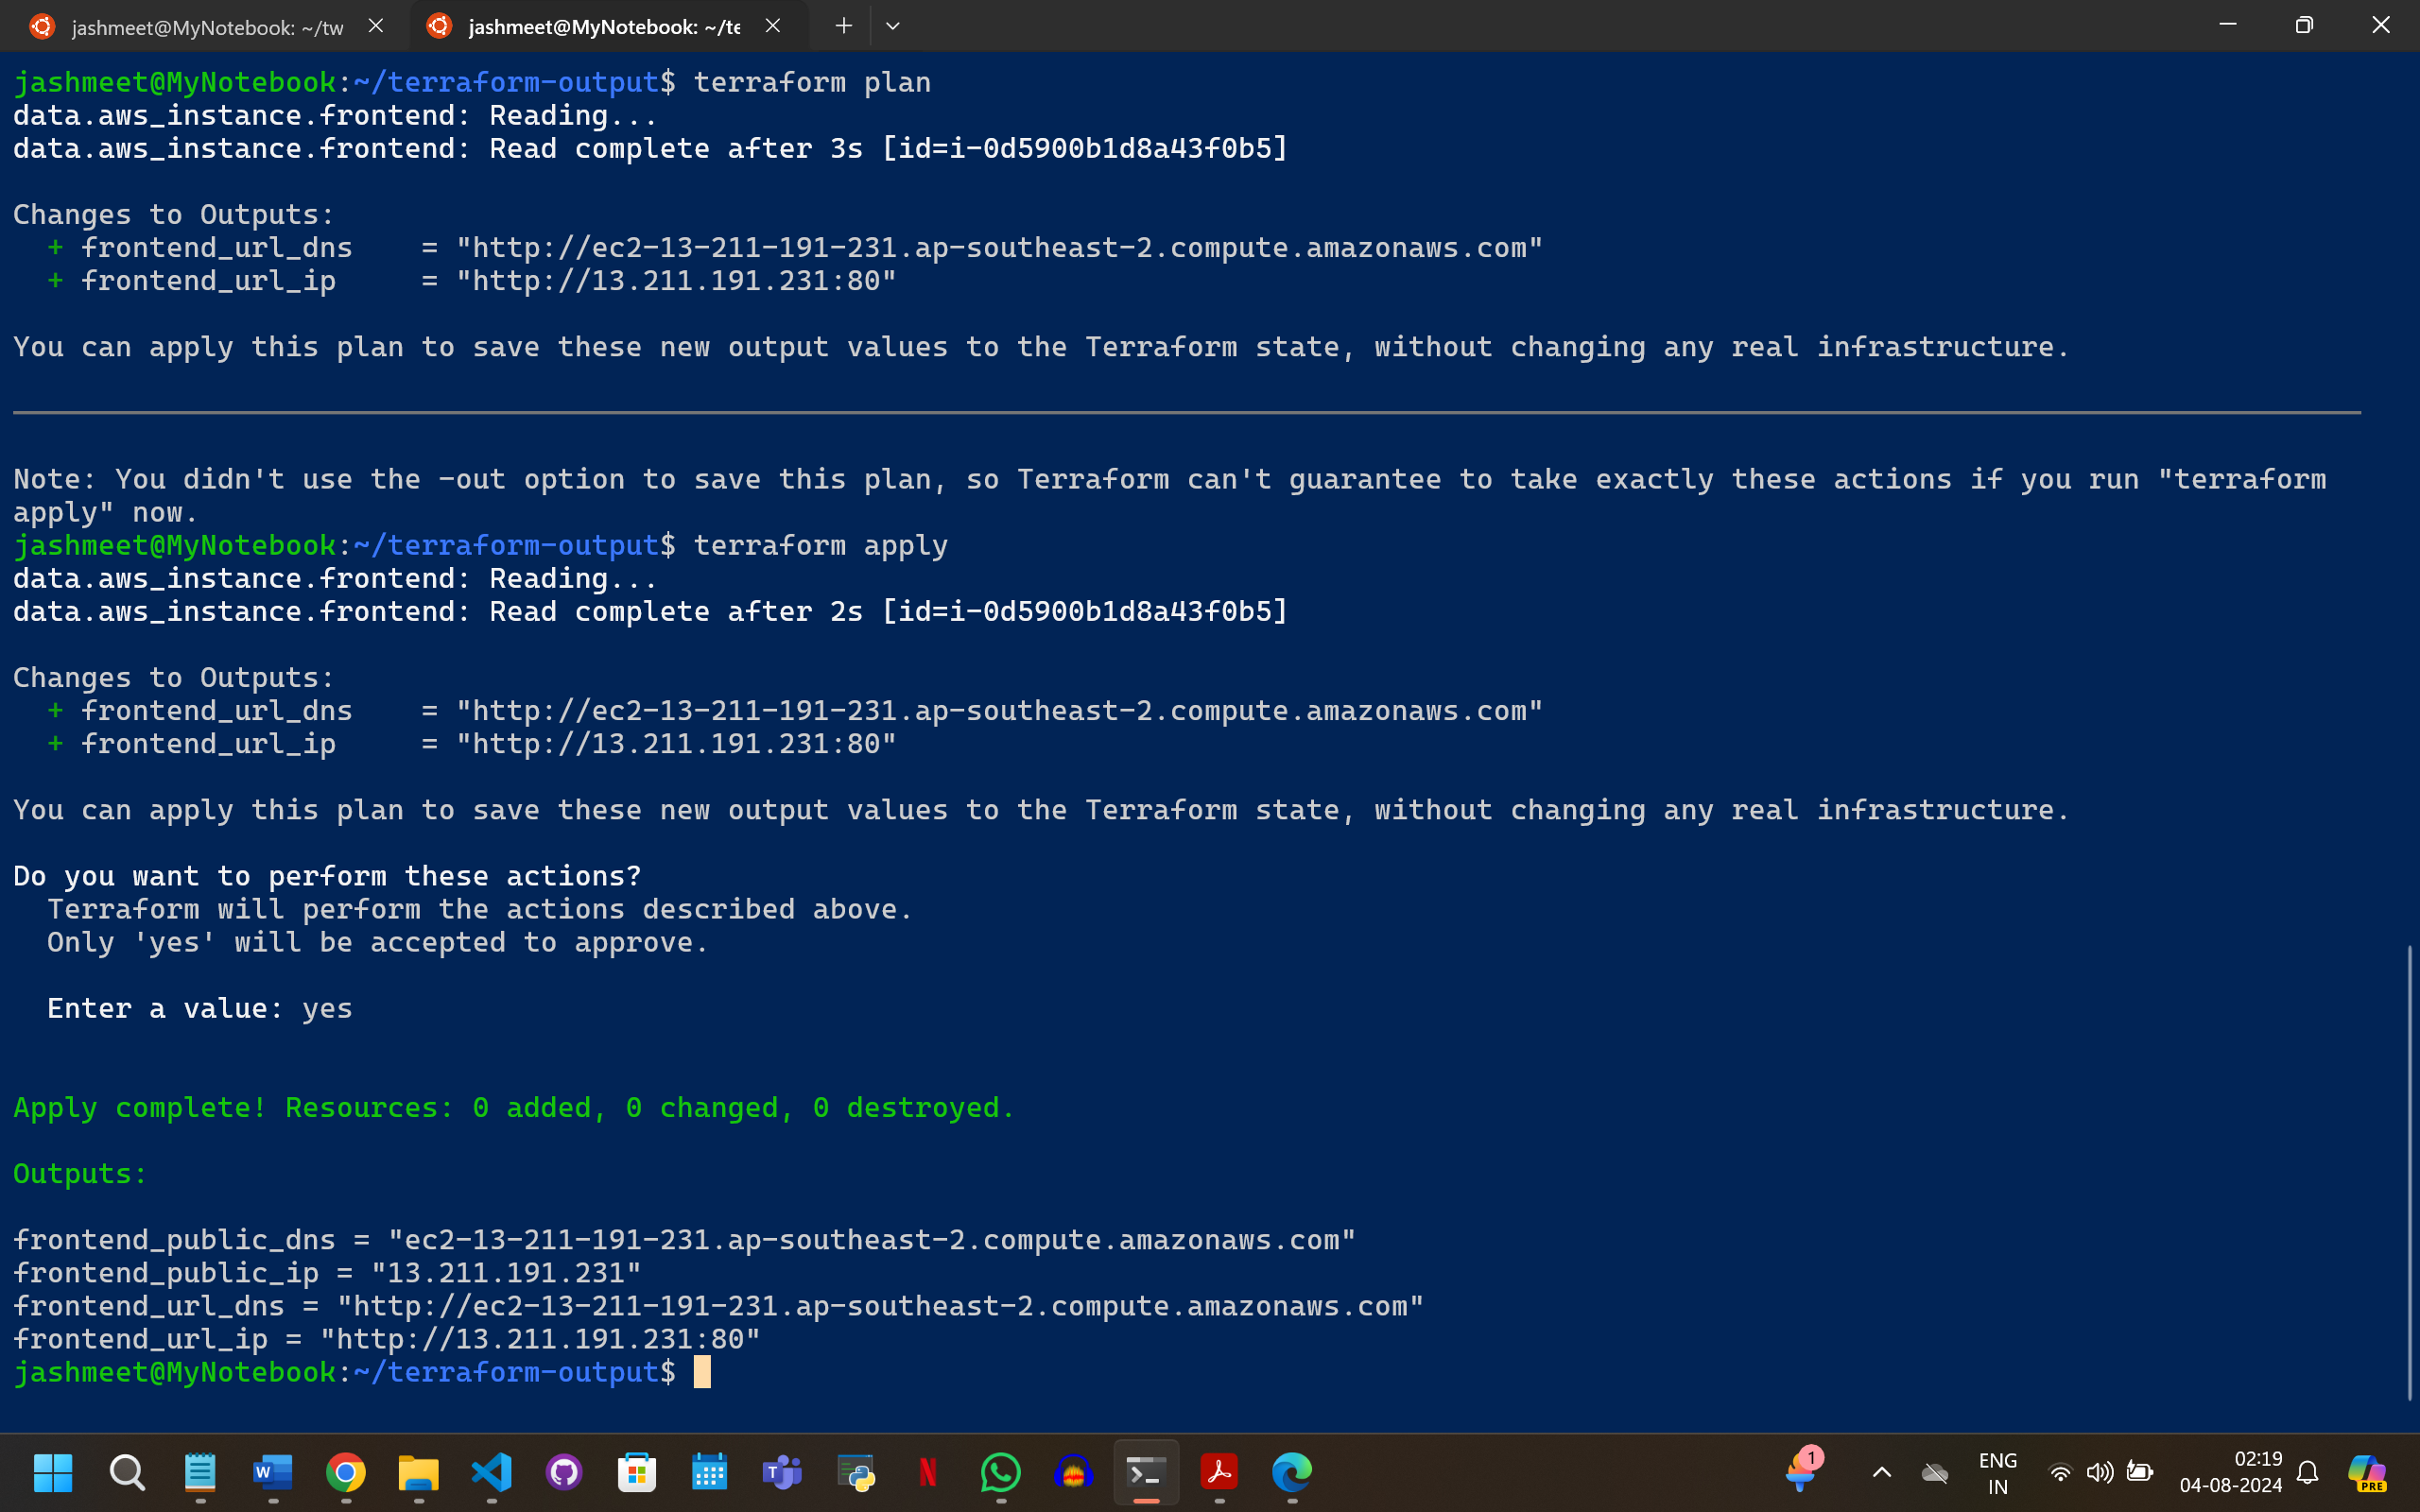 jashmeet@MyNotebook: ~/tw
jashmeet@MyNotebook: ~/te
jashmeet@MyNotebook:~/terraform-output$ terraform plan
data.aws_instance.frontend: Reading...
data.aws_instance.frontend: Read complete after 3s [id=i-0d5900b1d8a43f0b5]
Changes to Outputs:
+ frontend_url_dns    = "http://ec2-13-211-191-231.ap-southeast-2.compute.amazonaws.com"
+ frontend_url_ip     = "http://13.211.191.231:80"
You can apply this plan to save these new output values to the Terraform state, without changing any real infrastructure.
Note: You didn't use the -out option to save this plan, so Terraform can't guarantee to take exactly these actions if you run "terraform
apply" now.
jashmeet@MyNotebook:~/terraform-output$ terraform apply
data.aws_instance.frontend: Reading...
data.aws_instance.frontend: Read complete after 2s [id=i-0d5900b1d8a43f0b5]
Changes to Outputs:
+ frontend_url_dns    = "http://ec2-13-211-191-231.ap-southeast-2.compute.amazonaws.com"
+ frontend_url_ip     = "http://13.211.191.231:80"
You can apply this plan to save these new output values to the Terraform state, without changing any real infrastructure.
Do you want to perform these actions?
Terraform will perform the actions described above.
Only 'yes' will be accepted to approve.
Enter a value: yes
Apply complete! Resources: 0 added, 0 changed, 0 destroyed.
Outputs:
frontend_public_dns = "ec2-13-211-191-231.ap-southeast-2.compute.amazonaws.com"
frontend_public_ip = "13.211.191.231"
frontend_url_dns = "http://ec2-13-211-191-231.ap-southeast-2.compute.amazonaws.com"
frontend_url_ip = "http://13.211.191.231:80"
jashmeet@MyNotebook:~/terraform-output$
W
T
N
1
ENG
IN
02:19
04-08-2024
PRE